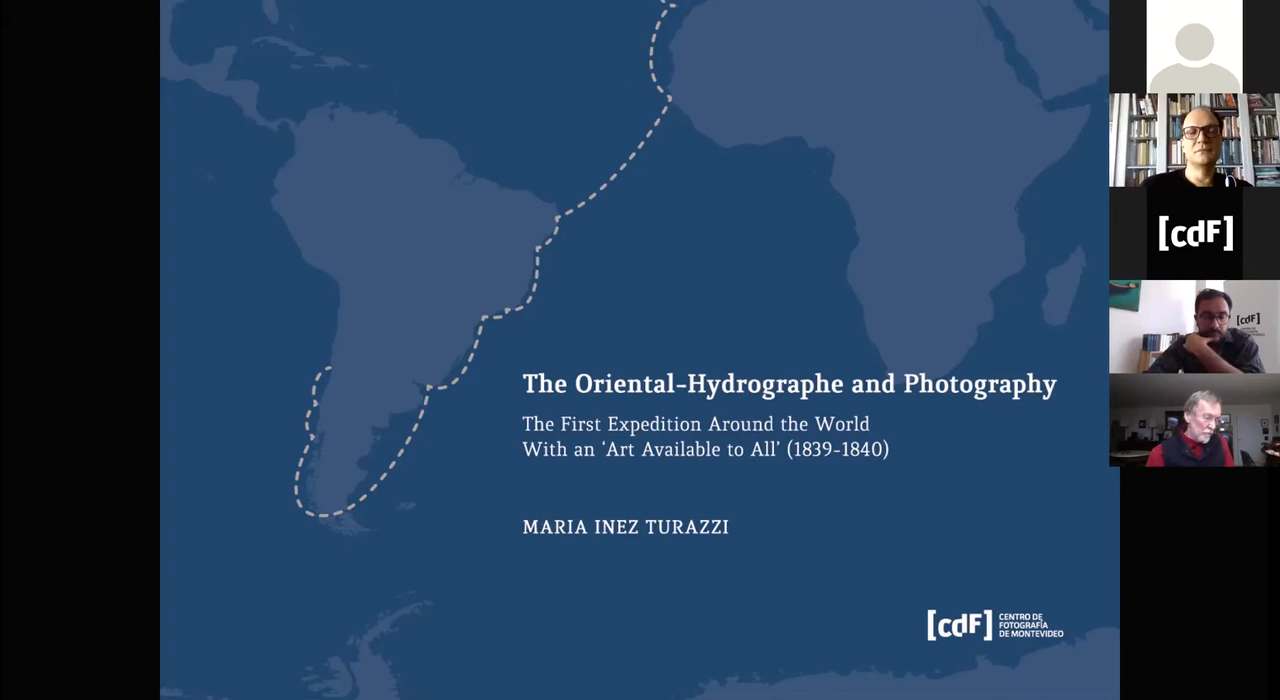 The Oriental-Hydrographe and Photography
The First Expedition Around the World
With an ‘Art Available to All’ (1839-1840)
MARIA INEZ TURAZZI
[cdF] CENTRO DE
FOTOGRAFÍA
DE MONTEVIDEO
[cdF]
[cdF]